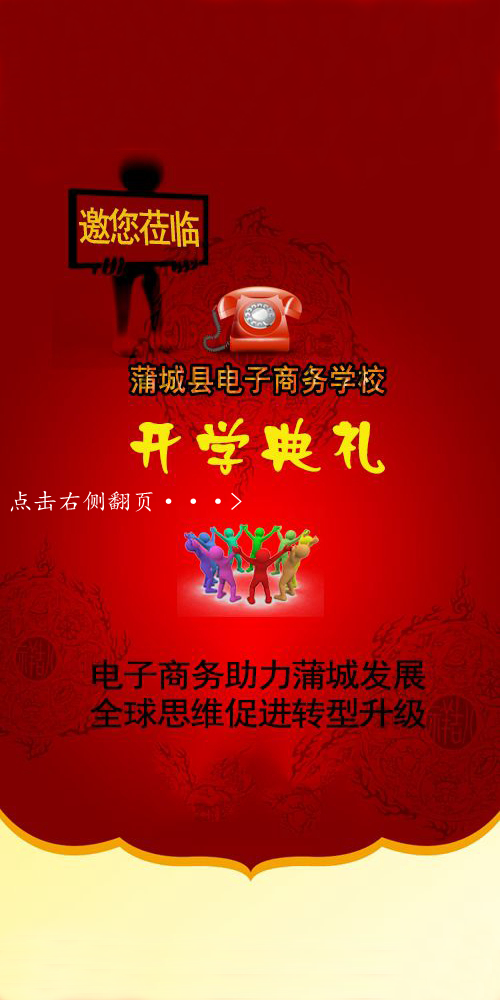 邀您莅临
蒲城县电子商务学校
开学典礼
点击右侧翻页···>
电子商务助力蒲城发展
全球思维促进转型升级